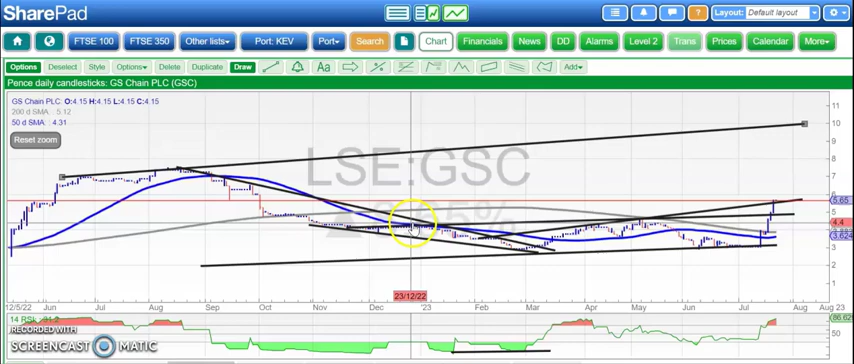 SharePad
Layout: Default layout
FTSE 100 FTSE 350 Other lists Port: KEV Port Search Chart Financials News DD Alarms Level 2 Trans Prices Calendar More
Options Deselect Style Options Delete Duplicate Draw Aa Add
Pence daily candlesticks: GS Chain PLC (GSC)
GS Chain PLC O:4.15 H:4.15 L:4.15 C:4.15
200 d SMA: 5.12
50 d SMA: 4.31
Reset zoom
LSE:GSC
11
10
9
8
7
6
5.65
5
4.4
3.624
3
2
1
23/12/22
12/5/22 Jun Jul Aug Sep Oct Nov Dec '23 Feb Mar Apr May Jun Jul Aug Aug 23
14 RSI:
86.625
50
RECORDED WITH
SCREENCAST MATIC